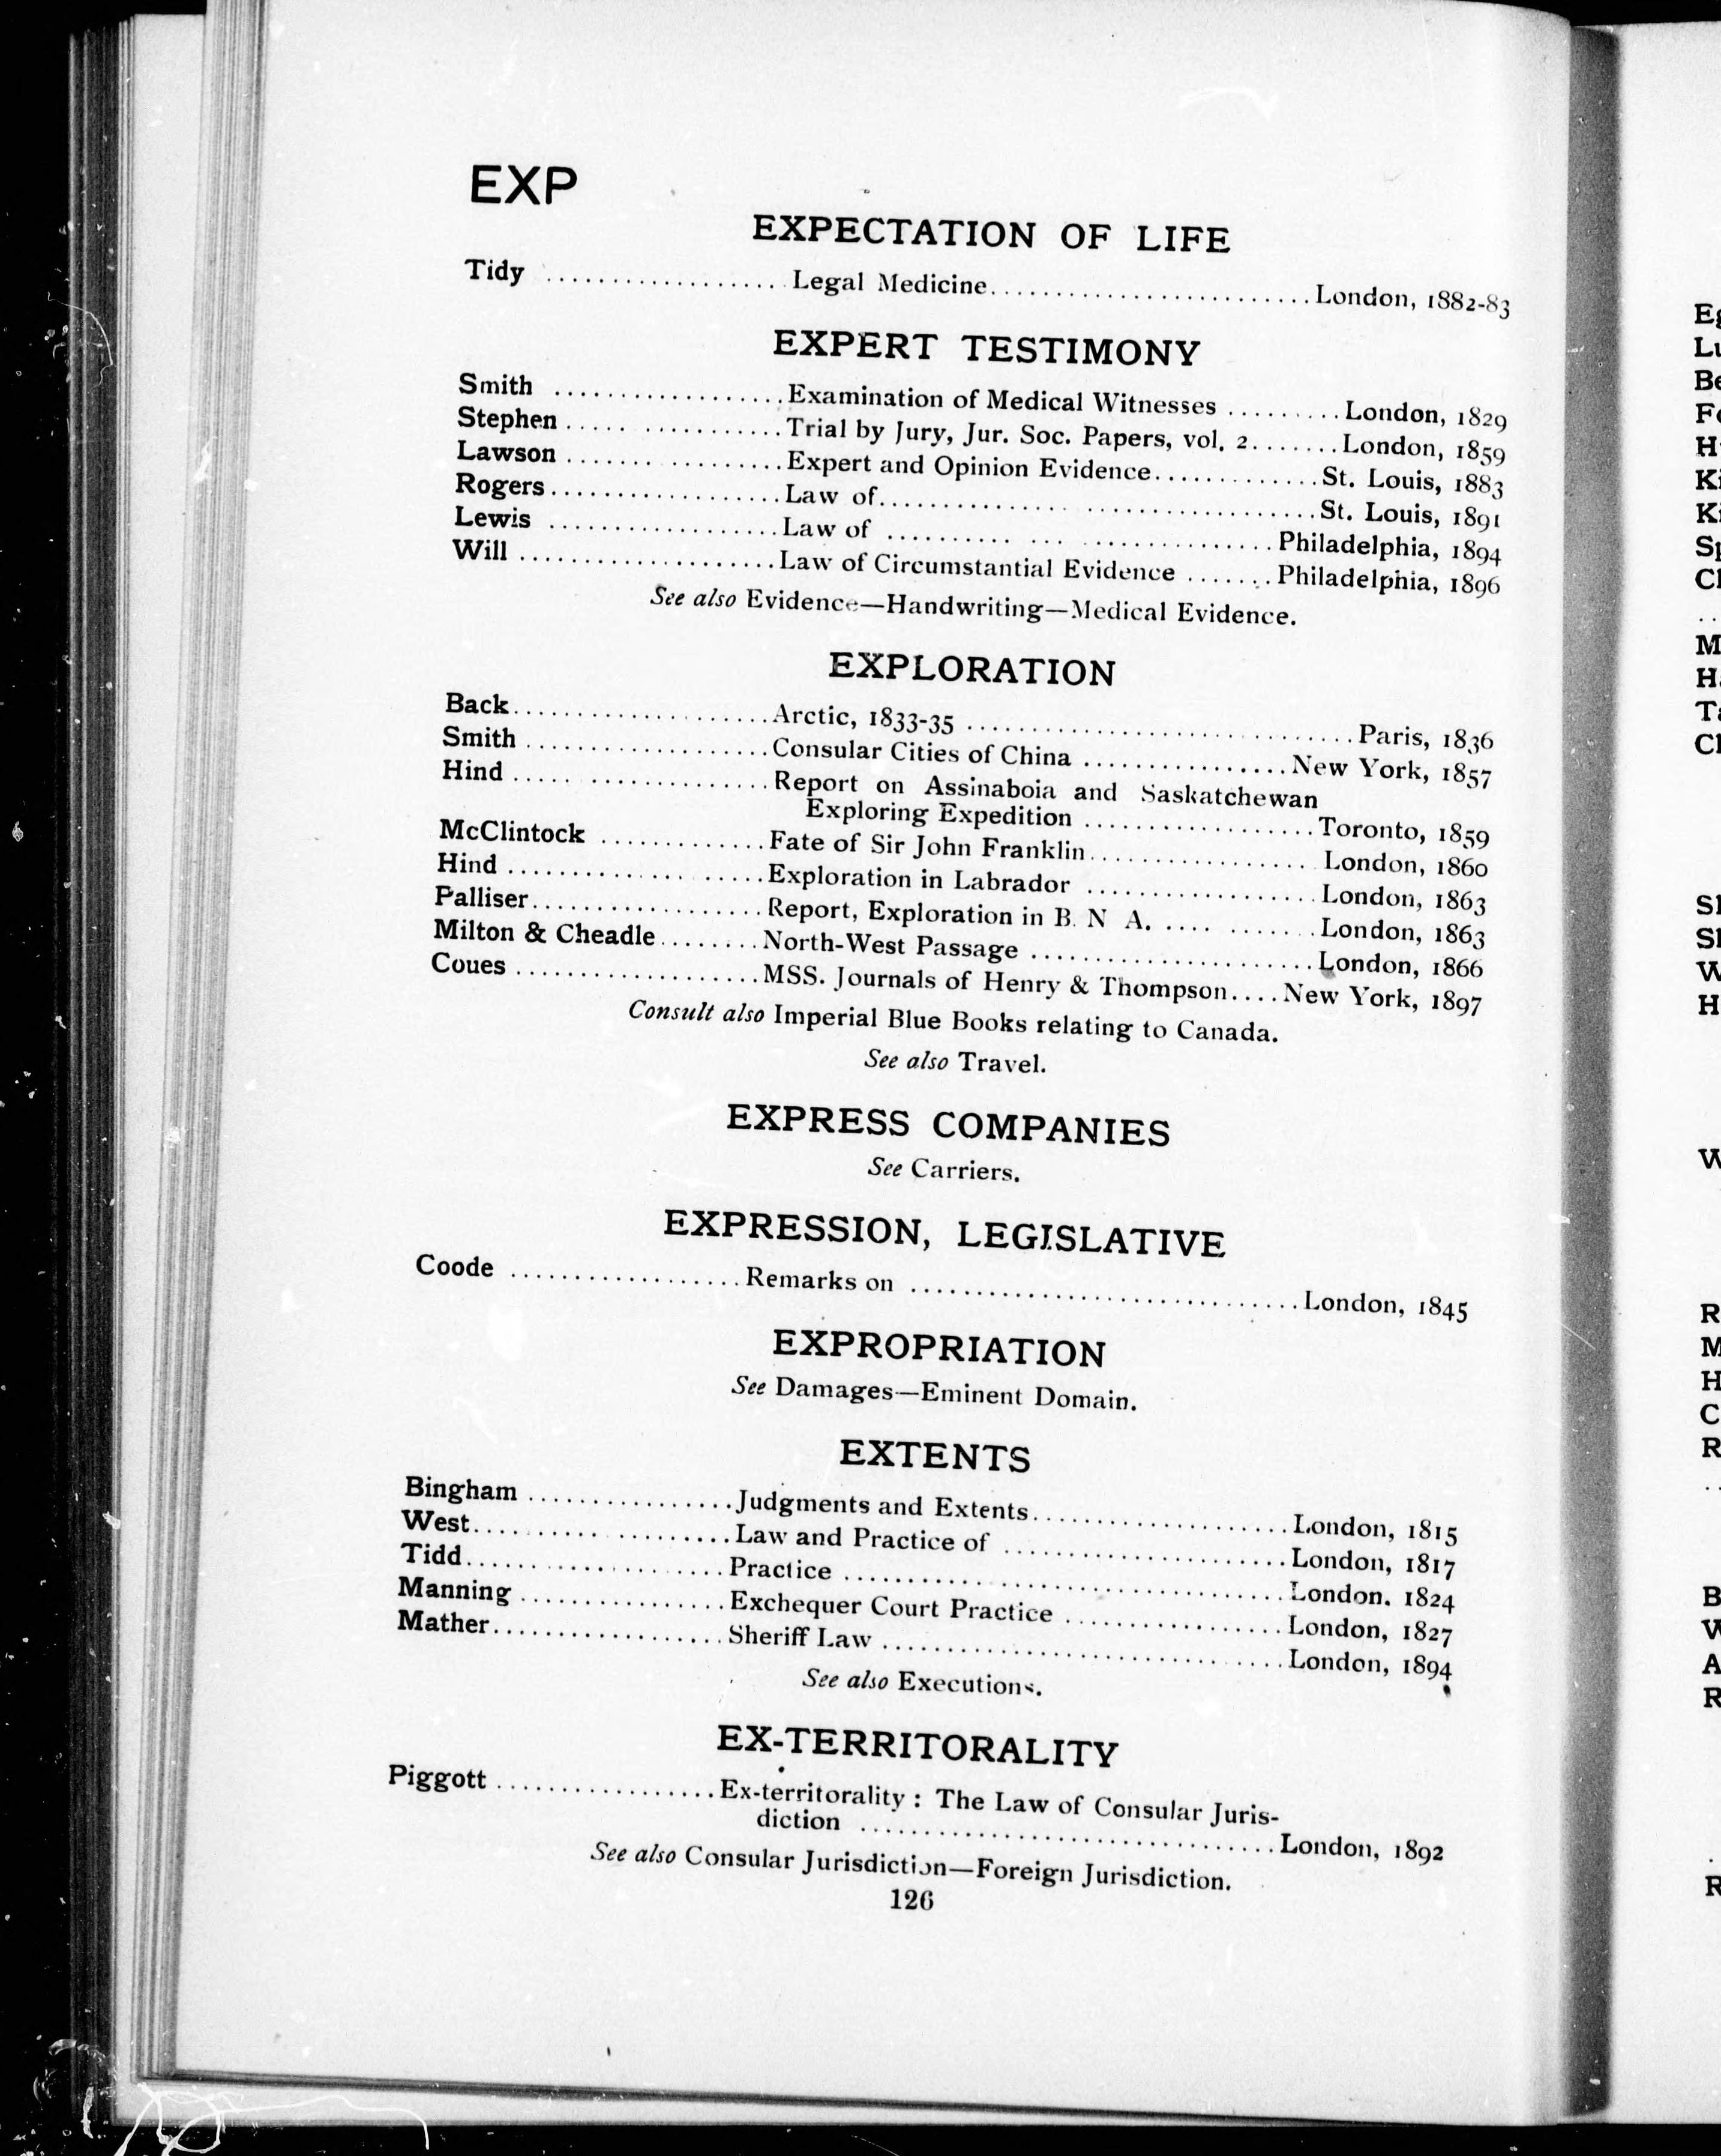 EXP
EXPECTATION OF LIFE
Tidy .................... Legal Medicine......................... London, 1882-83
EXPERT TESTIMONY
Smith ..................Examination of Medical Witnesses .........London, 1829
Stephen ..... ...........Trial by Jury, Jur. Soc. Papers, vol. 2.......London, 1859
Lawson .................Expert and Opinion Evidence.............St. Louis, 1883
Rogers..................Law of..................................St. Louis, 1891
Lewis ..................Law of .......... ... ...............Philadelphia, 1894
Will ....................Law of Circumstantial Evidence .......Philadelphia, 1896
See also Evidence—Handwriting—Medical Evidence.
EXPLORATION
Back....................Arctic, 1833-35 ..............................Paris, 1836
Smith ...................Consular Cities of China ................New York, 1857
Hind ..... ..............Report on Assinaboia and Saskatchewan
Exploring Expedition ..................Toronto, 1859
McClintock .............Fate of Sir John Franklin.................. London, 1860
Hind ....................Exploration in Labrador ..................London, 1863
Palliser..................Report, Exploration in B. N A. .... .......London, 1863
Milton & Cheadle........North-West Passage ......................London, 1866
Coues ...................MSS. Journals of Henry & Thompson....New York, 1897
Consult also Imperial Blue Books relating to Canada.
See also Travel.
EXPRESS COMPANIES
See Carriers.
EXPRESSION, LEGISLATIVE
Coode ..................Remarks on ..............................London, 1845
EXPROPRIATION
See Damages—Eminent Domain.
EXTENTS
Bingham ................Judgments and Extents....................London, 1815
West....................Law and Practice of ......................London, 1817
Tidd....................Practice ..................................London. 1824
Manning ................Exchequer Court Practice .................London, 1827
Mather..................Sheriff Law ...............................London, 1894
See also Executions.
EX-TERRITORALITY
Piggott .................Ex-territorality : The Law of Consular Juris-
diction ................................London, 1892
See also Consular Jurisdiction—Foreign Jurisdiction.
126